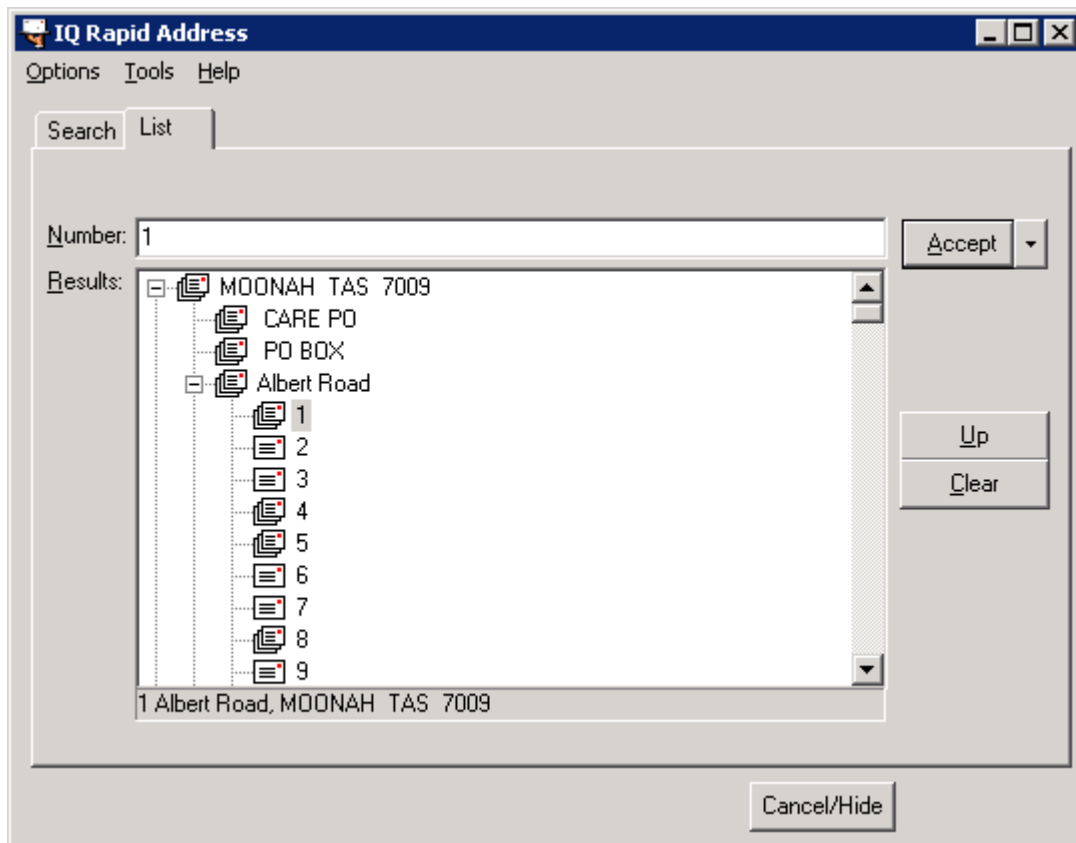 IQ Rapid Address
Options Tools Help
Search List
Number: 1 Accept
Results: MOONAH TAS 7009
CARE PO
PO BOX
Albert Road
1
2
Up
3
Clear
4
5
6
7
8
9
1 Albert Road, MOONAH TAS 7009
Cancel/Hide